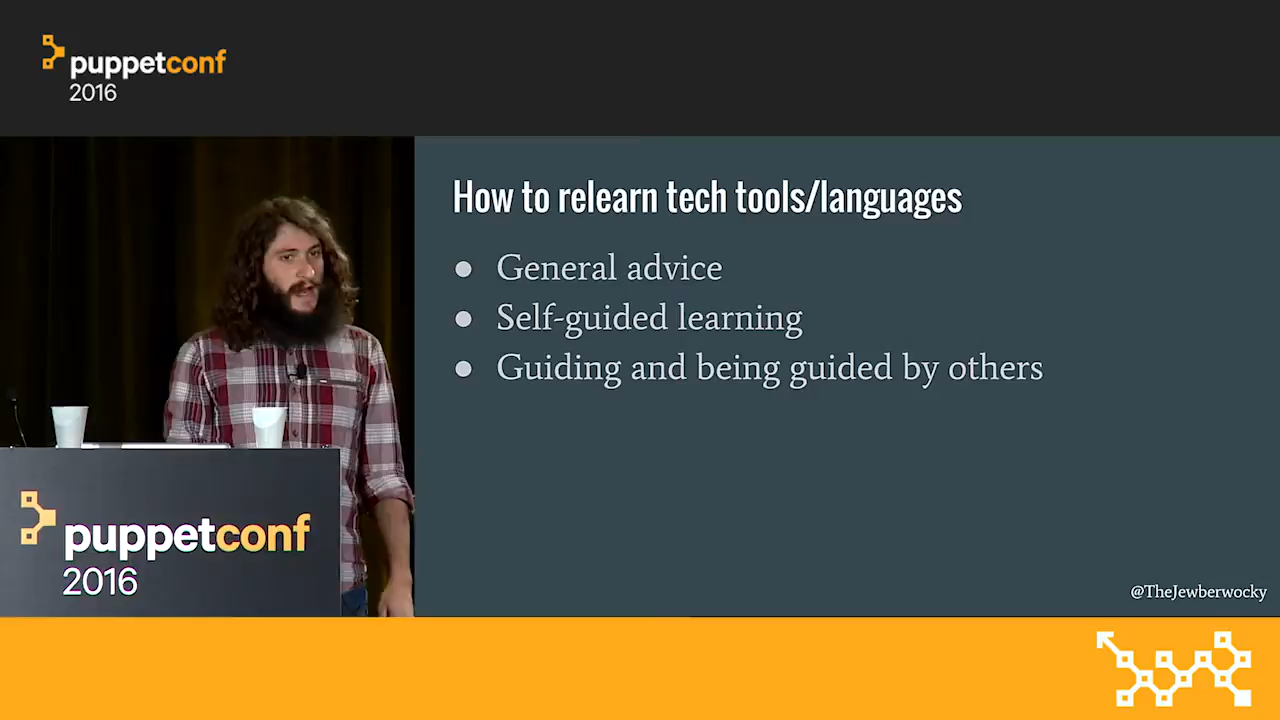 puppetconf
2016
How to relearn tech tools/languages
● General advice
● Self-guided learning
● Guiding and being guided by others
puppetconf
2016
@TheJewberwocky